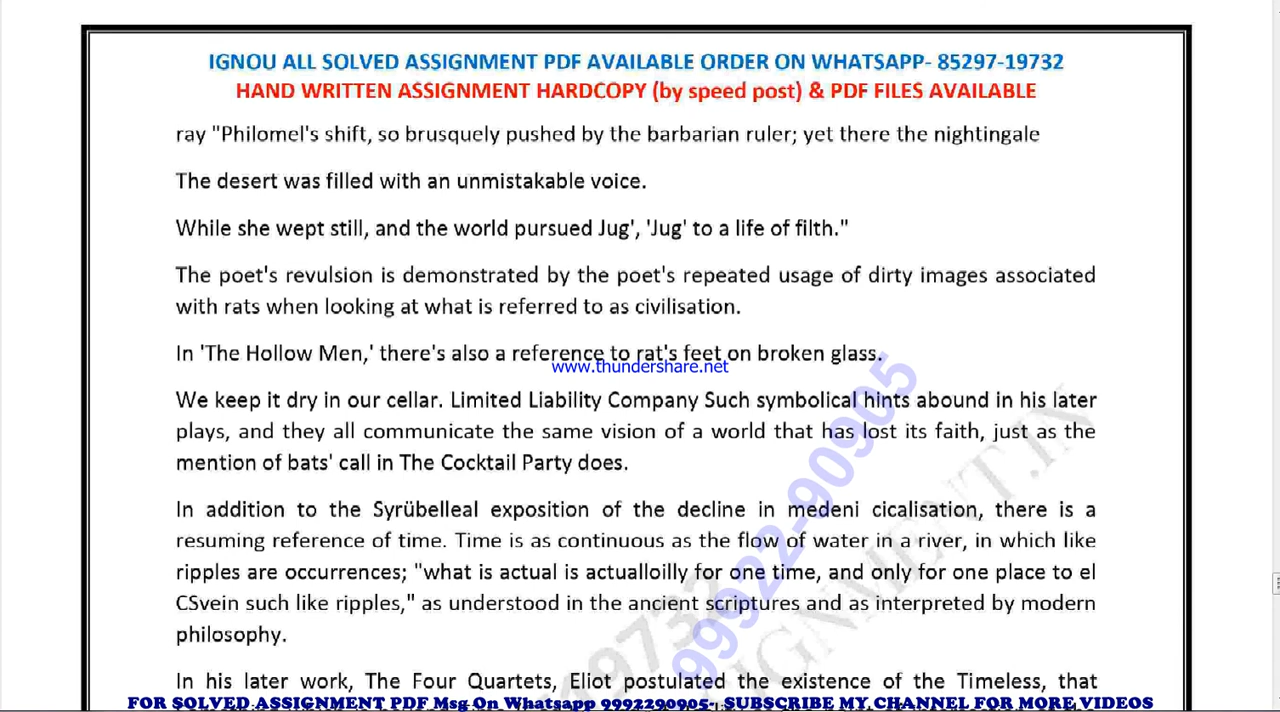 IGNOU ALL SOLVED ASSIGNMENT PDF AVAILABLE ORDER ON WHATSAPP- 85297-19732
HAND WRITTEN ASSIGNMENT HARDCOPY (by speed post) & PDF FILES AVAILABLE
ray "Philomel's shift, so brusquely pushed by the barbarian ruler; yet there the nightingale
The desert was filled with an unmistakable voice.
While she wept still, and the world pursued Jug', 'Jug' to a life of filth."
The poet's revulsion is demonstrated by the poet's repeated usage of dirty images associated
with rats when looking at what is referred to as civilisation.
In 'The Hollow Men,' there's also a reference to rat's feet on broken glass.
www.thundershare.net
We keep it dry in our cellar. Limited Liability Company Such symbolical hints abound in his later
plays, and they all communicate the same vision of a world that has lost its faith, just as the
mention of bats' call in The Cocktail Party does.
In addition to the Syrübelleal exposition of the decline in medeni cicalisation, there is a
resuming reference of time. Time is as continuous as the flow of water in a river, in which like
ripples are occurrences; "what is actual is actualloilly for one time, and only for one place to el
CSvein such like ripples," as understood in the ancient scriptures and as interpreted by modern
philosophy.
In his later work, The Four Quartets, Eliot postulated the existence of the Timeless, that
99922-90905
19732
IGNMENT.IN
FOR SOLVED ASSIGNMENT PDF Msg On Whatsapp 9992290905- SUBSCRIBE MY CHANNEL FOR MORE VIDEOS